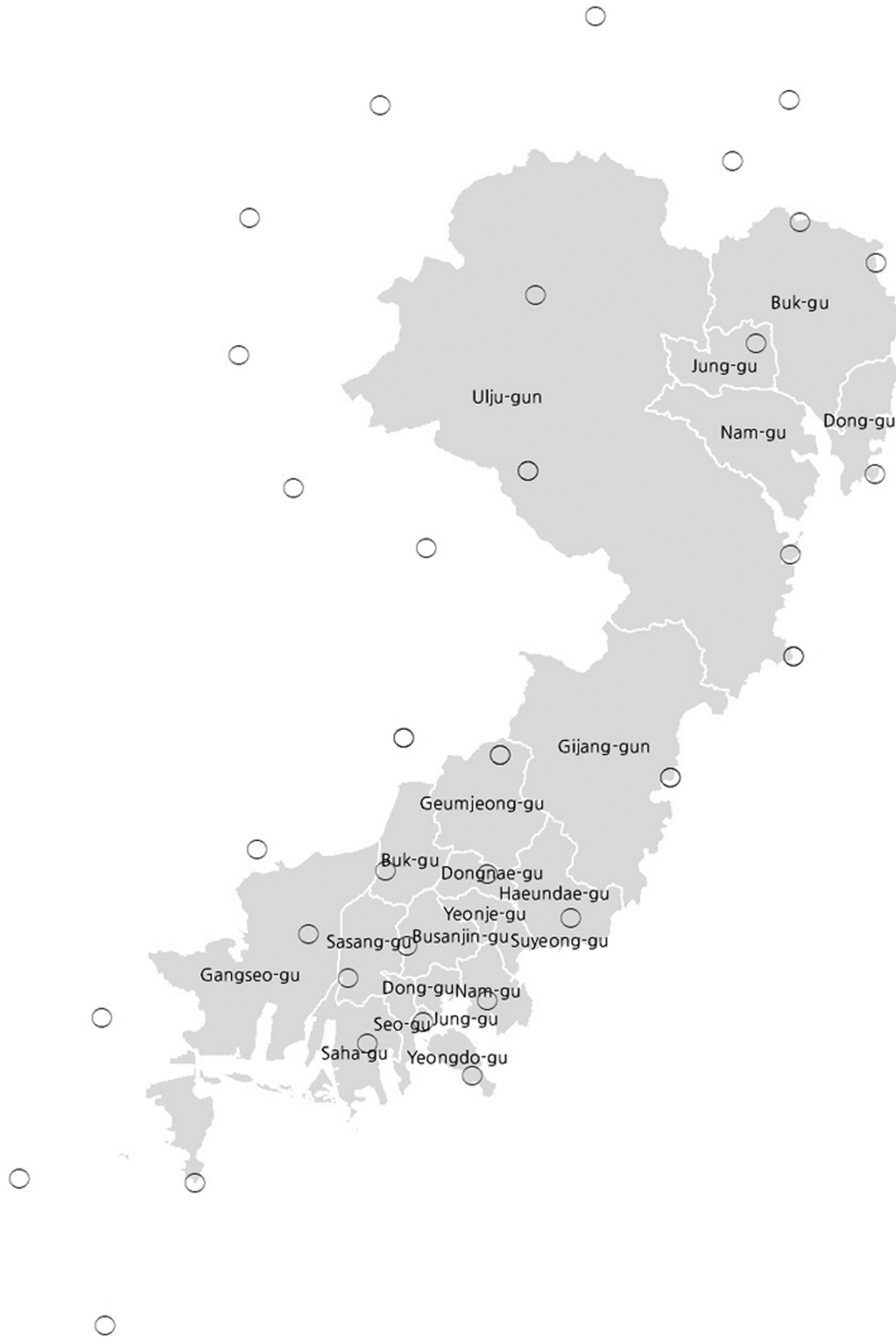 Buk-gu
Jung-gu
Ulju-gun
Dong-gu
Nam-gu
Gijang-gun
Geumjeong-gu
Buk-gu
Dongnae-gu
Haeundae-gu
Yeonje-gu
Sasang-gu Busanjin-gu Suyeong-gu
Gangseo-gu
Dong-gu Nam-gu
Seo-gu Jung-gu
Saha-gu Yeongdo-gu